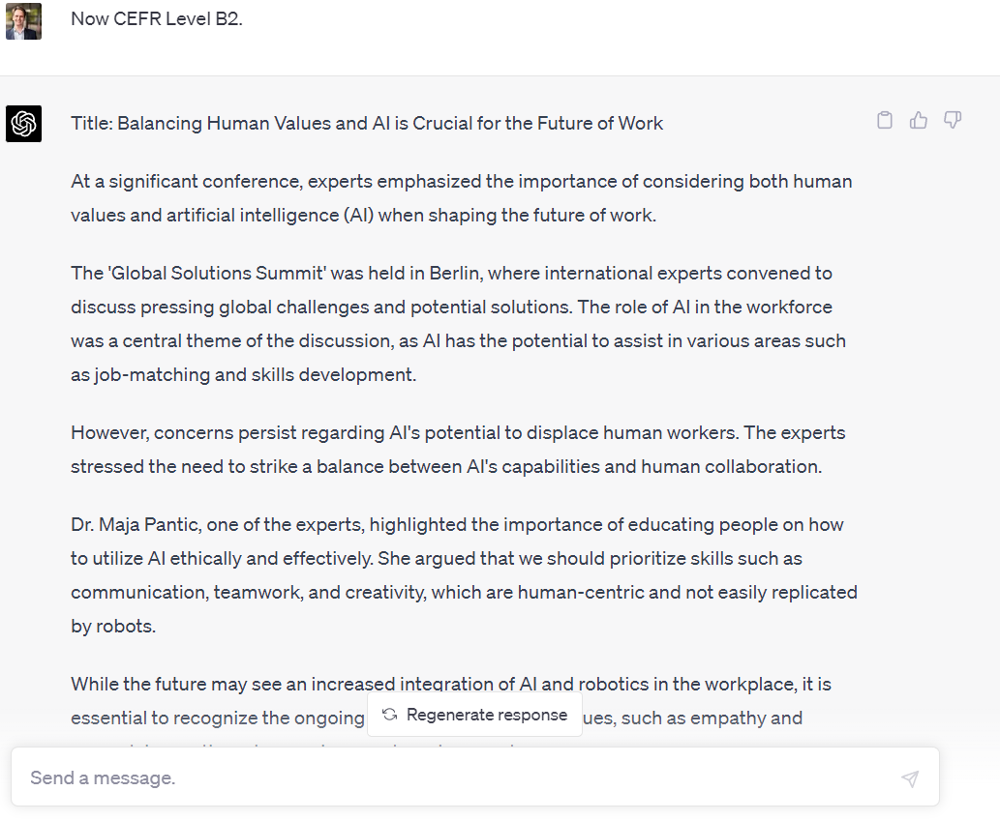 Now CEFR Level B2.
Title: Balancing Human Values and AI is Crucial for the Future of Work
At a significant conference, experts emphasized the importance of considering both human
values and artificial intelligence (AI) when shaping the future of work.
The 'Global Solutions Summit' was held in Berlin, where international experts convened to
discuss pressing global challenges and potential solutions. The role of AI in the workforce
was a central theme of the discussion, as AI has the potential to assist in various areas such
as job-matching and skills development.
However, concerns persist regarding AI's potential to displace human workers. The experts
stressed the need to strike a balance between AI's capabilities and human collaboration.
Dr. Maja Pantic, one of the experts, highlighted the importance of educating people on how
to utilize AI ethically and effectively. She argued that we should prioritize skills such as
communication, teamwork, and creativity, which are human-centric and not easily replicated
by robots.
While the future may see an increased integration of AI and robotics in the workplace, it is
essential to recognize the ongoing ues, such as empathy and
Regenerate response
Send a message.